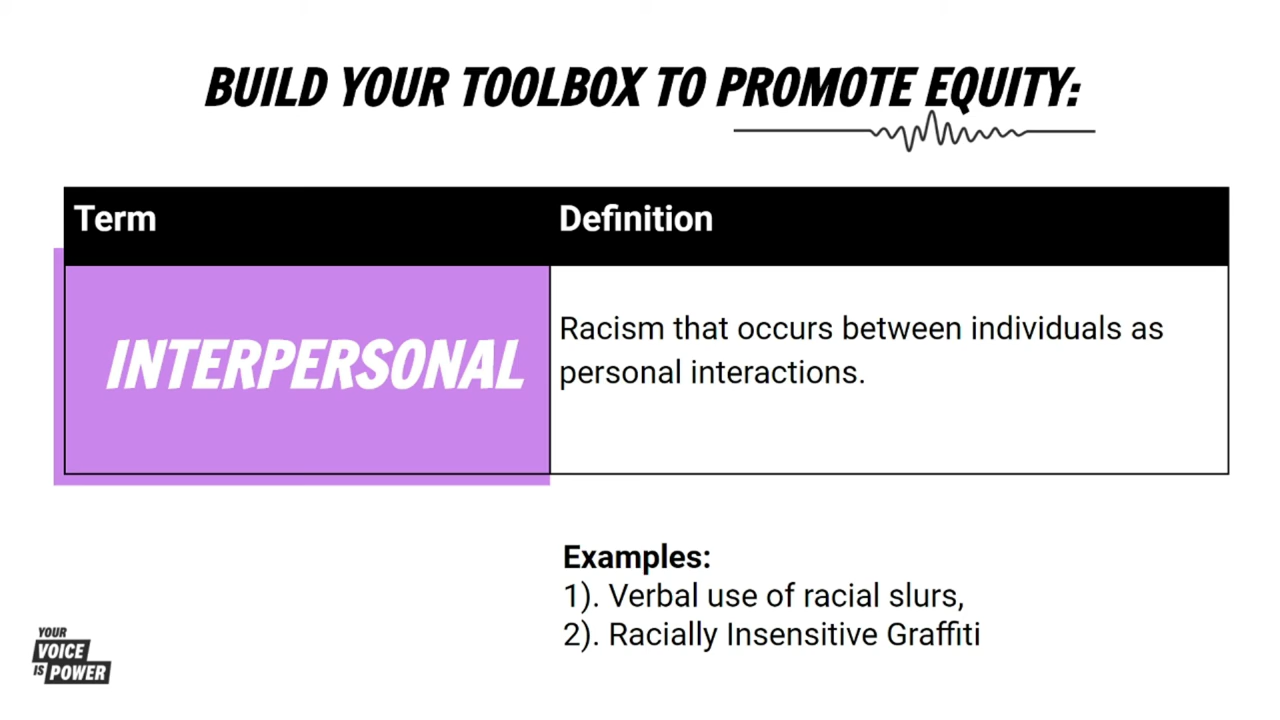 BUILD YOUR TOOLBOX TO PROMOTE EQUITY:
Term
Definition
INTERPERSONAL
Racism that occurs between individuals as
personal interactions.
Examples:
1). Verbal use of racial slurs,
2). Racially Insensitive Graffiti
YOUR
VOICE
IS POWER